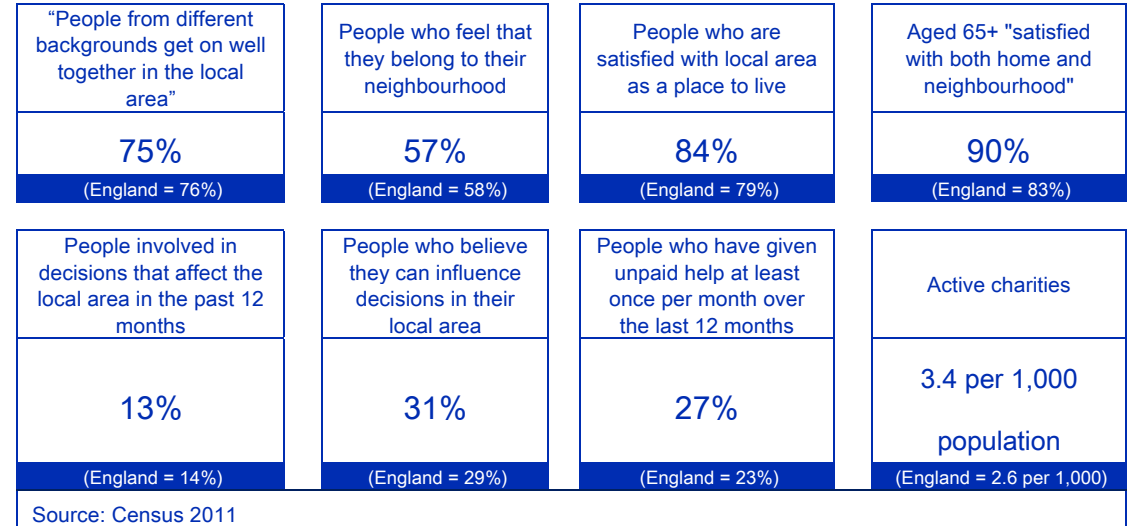 “People from different
backgrounds get on well
together in the local
area”
75%
(England = 76%)
People who feel that
they belong to their
neighbourhood
57%
(England = 58%)
People who are
satisfied with local area
as a place to live
84%
(England = 79%)
Aged 65+ "satisfied
with both home and
neighbourhood"
90%
(England = 83%)
People involved in
decisions that affect the
local area in the past 12
months
13%
(England = 14%)
People who believe
they can influence
decisions in their
local area
31%
(England = 29%)
People who have given
unpaid help at least
once per month over
the last 12 months
27%
(England = 23%)
Active charities
3.4 per 1,000
population
(England = 2.6 per 1,000)
Source: Census 2011